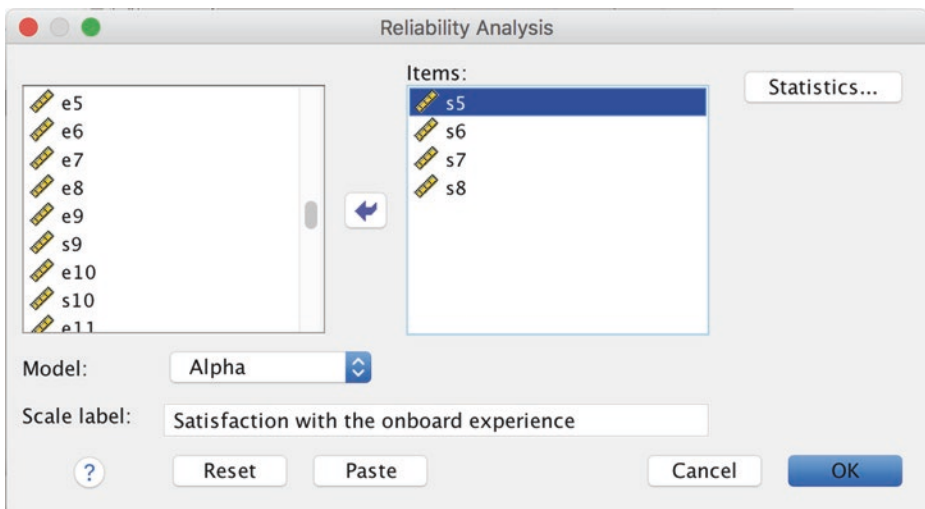 Reliability Analysis
Items:
Statistics...
e5
e6
e7
e8
e9
s9
e10
s10
e11
s5
s6
s7
s8
Model:
Alpha
Scale label:
Satisfaction with the onboard experience
?
Reset
Paste
Cancel
OK